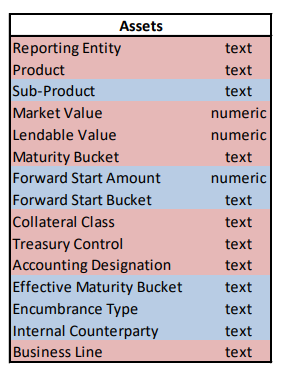 Assets
Reporting Entity text
Product text
Sub-Product text
Market Value numeric
Lendable Value numeric
Maturity Bucket text
Forward Start Amount numeric
Forward Start Bucket text
Collateral Class text
Treasury Control text
Accounting Designation text
Effective Maturity Bucket text
Encumbrance Type text
Internal Counterparty text
Business Line text